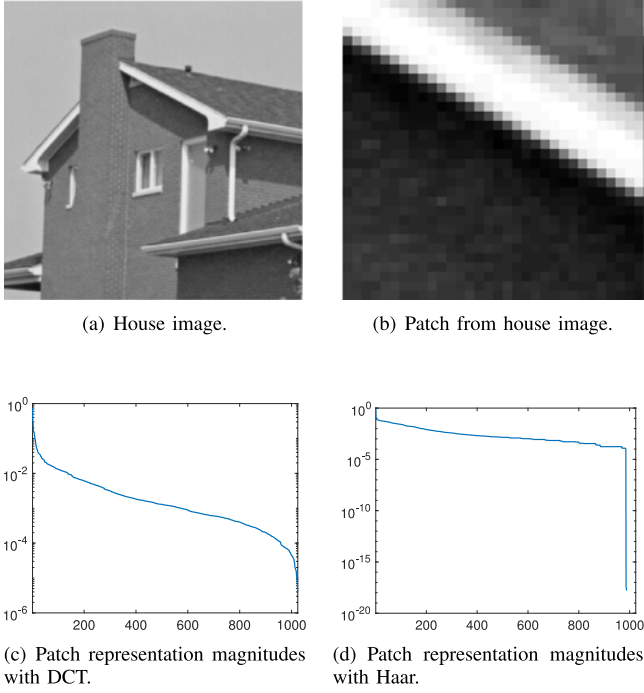 (a) House image.
(b) Patch from house image.
10^0
10^-2
10^-4
10^-6
200 400 600 800 1000
10^0
10^-5
10^-10
10^-15
10^-20
200 400 600 800 1000
(c) Patch representation magnitudes
with DCT.
(d) Patch representation magnitudes
with Haar.